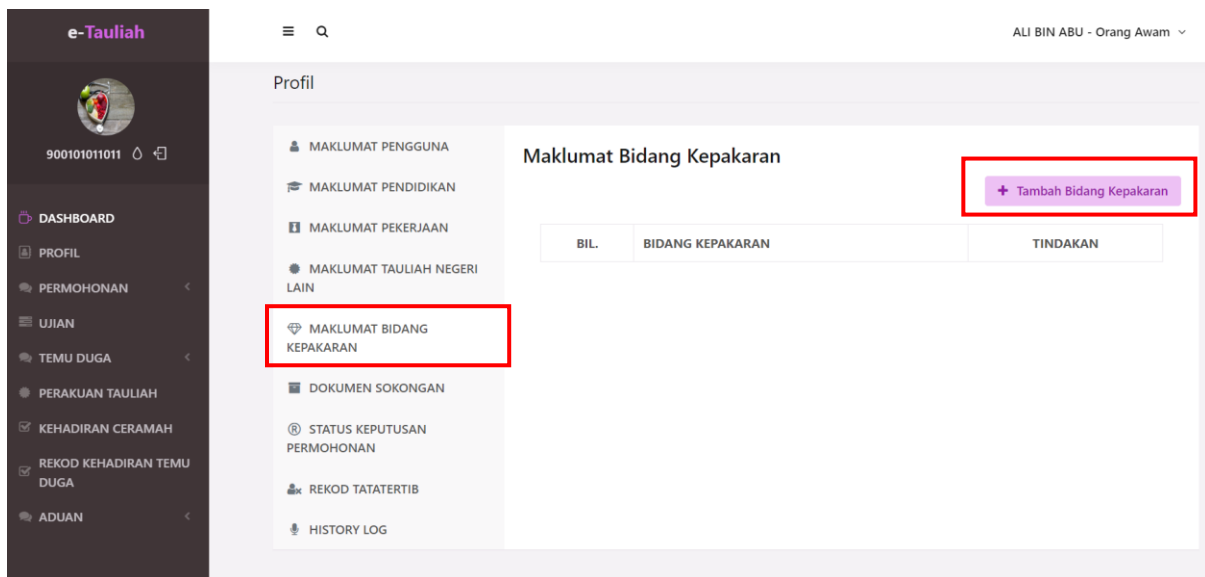 e-Tauliah
ALI BIN ABU - Orang Awam
900101011011
DASHBOARD
PROFIL
PERMOHONAN
UJIAN
TEMU DUGA
PERAKUAN TAULIAH
KEHADIRAN CERAMAH
REKOD KEHADIRAN TEMU
DUGA
ADUAN
Profil
MAKLUMAT PENGGUNA
MAKLUMAT PENDIDIKAN
MAKLUMAT PEKERJAAN
MAKLUMAT TAULIAH NEGERI
LAIN
MAKLUMAT BIDANG
KEPAKARAN
DOKUMEN SOKONGAN
STATUS KEPUTUSAN
PERMOHONAN
REKOD TATATERTIB
HISTORY LOG
Maklumat Bidang Kepakaran
+ Tambah Bidang Kepakaran
BIL. BIDANG KEPAKARAN TINDAKAN